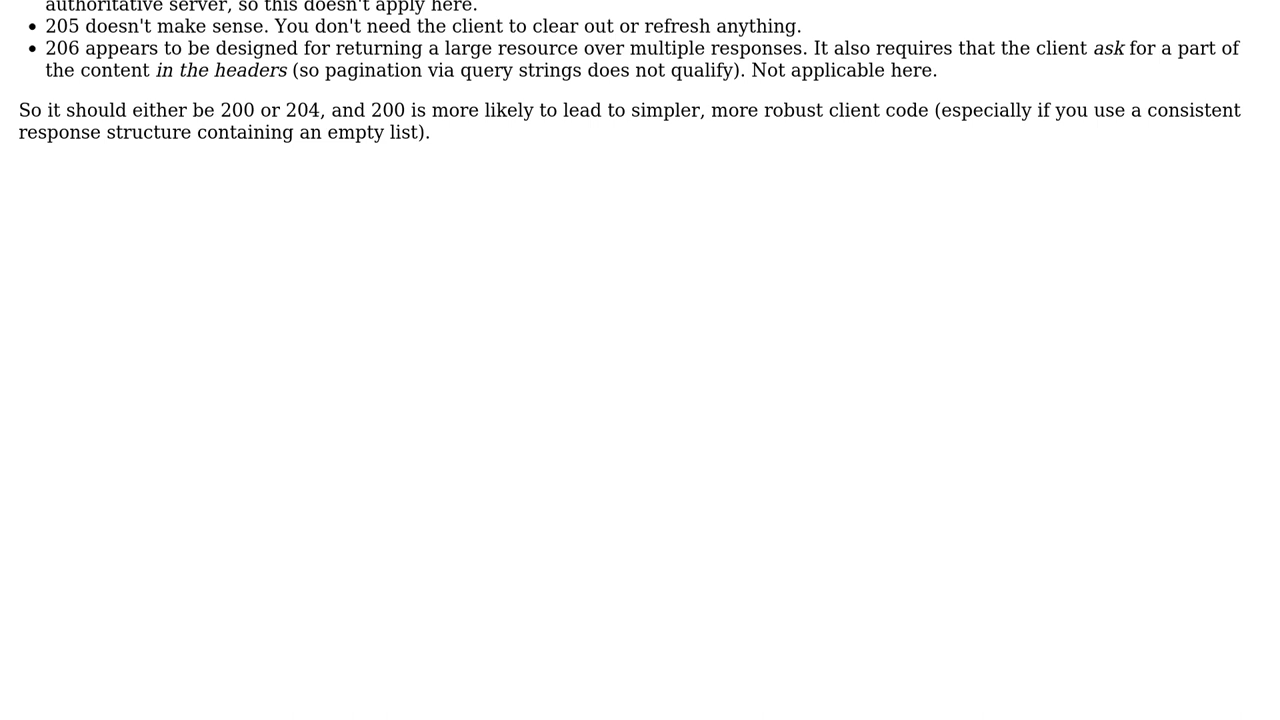 authoritative server, so this doesn't apply here.
• 205 doesn't make sense. You don't need the client to clear out or refresh anything.
• 206 appears to be designed for returning a large resource over multiple responses. It also requires that the client ask for a part of
the content in the headers (so pagination via query strings does not qualify). Not applicable here.
So it should either be 200 or 204, and 200 is more likely to lead to simpler, more robust client code (especially if you use a consistent
response structure containing an empty list).